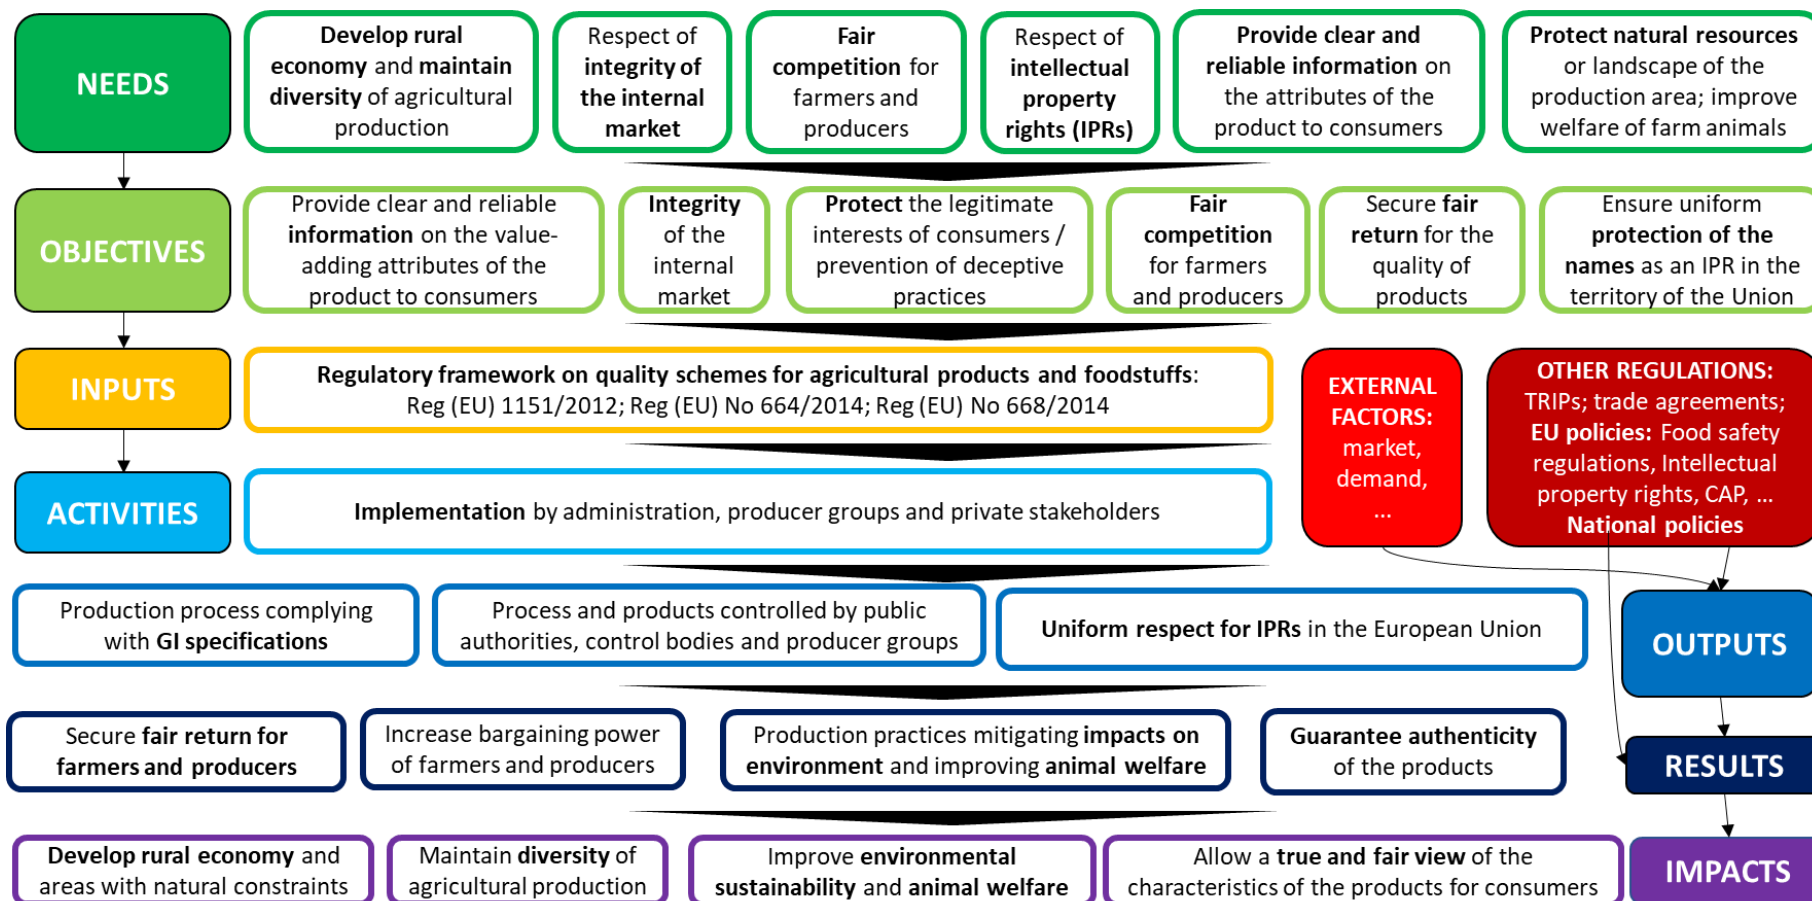 NEEDS
Develop rural
economy and maintain
diversity of agricultural
production
Respect of
integrity of
the internal
market
Fair
competition for
farmers and
producers
Respect of
intellectual
property
rights (IPRs)
Provide clear and
reliable information on
the attributes of the
product to consumers
Protect natural resources
or landscape of the
production area; improve
welfare of farm animals
OBJECTIVES
Provide clear and reliable
information on the value-
adding attributes of the
product to consumers
Integrity
of the
internal
market
Protect the legitimate
interests of consumers /
prevention of deceptive
practices
Fair
competition
for farmers
and producers
Secure fair
return for the
quality of
products
Ensure uniform
protection of the
names as an IPR in the
territory of the Union
INPUTS
Regulatory framework on quality schemes for agricultural products and foodstuffs:
Reg (EU) 1151/2012; Reg (EU) No 664/2014; Reg (EU) No 668/2014
EXTERNAL
FACTORS:
market,
demand,
...
OTHER REGULATIONS:
TRIPs; trade agreements;
EU policies: Food safety
regulations, Intellectual
property rights, CAP, ...
National policies
ACTIVITIES
Implementation by administration, producer groups and private stakeholders
Production process complying
with GI specifications
Process and products controlled by public
authorities, control bodies and producer groups
Uniform respect for IPRs in the European Union
OUTPUTS
Secure fair return for
farmers and producers
Increase bargaining power
of farmers and producers
Production practices mitigating impacts on
environment and improving animal welfare
Guarantee authenticity
of the products
RESULTS
Develop rural economy and
areas with natural constraints
Maintain diversity of
agricultural production
Improve environmental
sustainability and animal welfare
Allow a true and fair view of the
characteristics of the products for consumers
IMPACTS